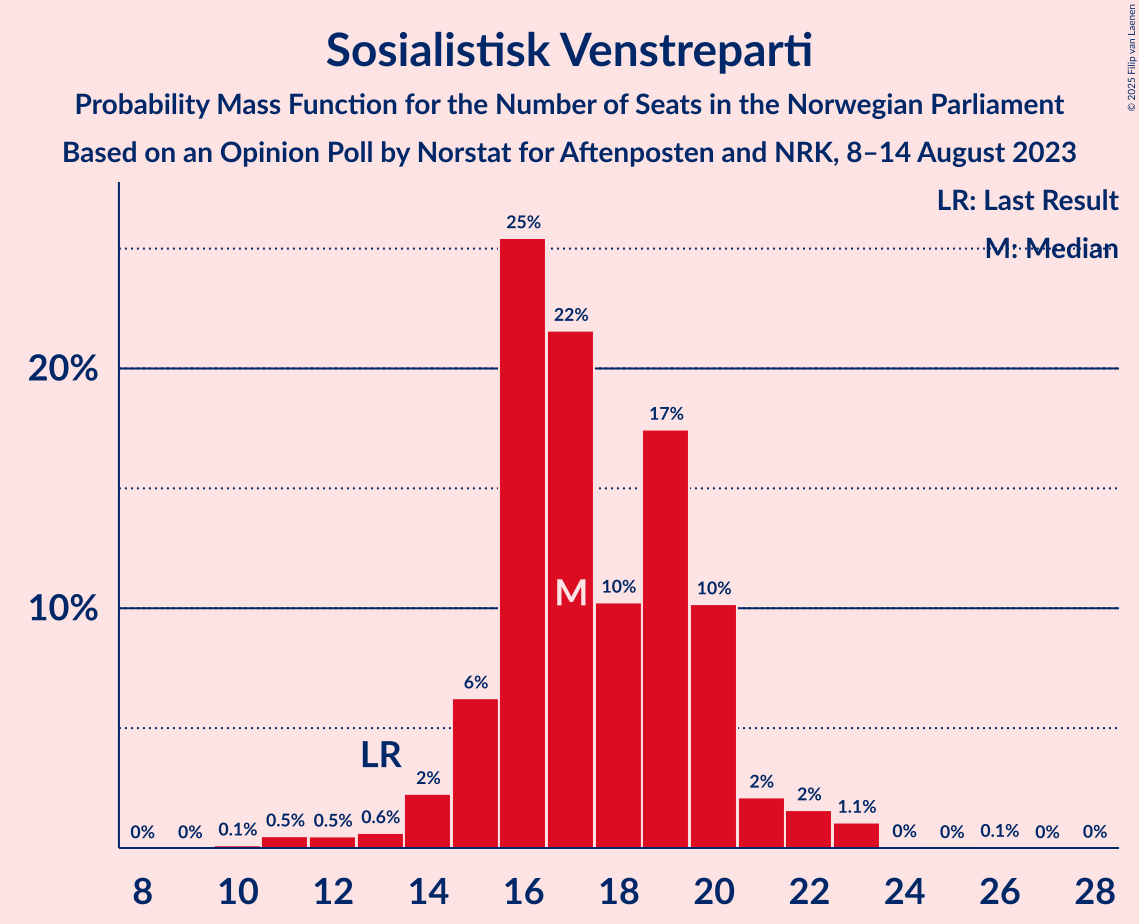 © 2025 Filip van Laenen
Sosialistisk Venstreparti
Probability Mass Function for the Number of Seats in the Norwegian Parliament
Based on an Opinion Poll by Norstat for Aftenposten and NRK, 8–14 August 2023
LR: Last Result
M: Median
25%
22%
20%
17%
10%
M
10%
10%
6%
LR
2%
2%
2%
1.1%
0%
0%
0.1%
0.5%
0.5%
0.6%
0%
0%
0.1%
0%
0%
8 10 12 14 16 18 20 22 24 26 28